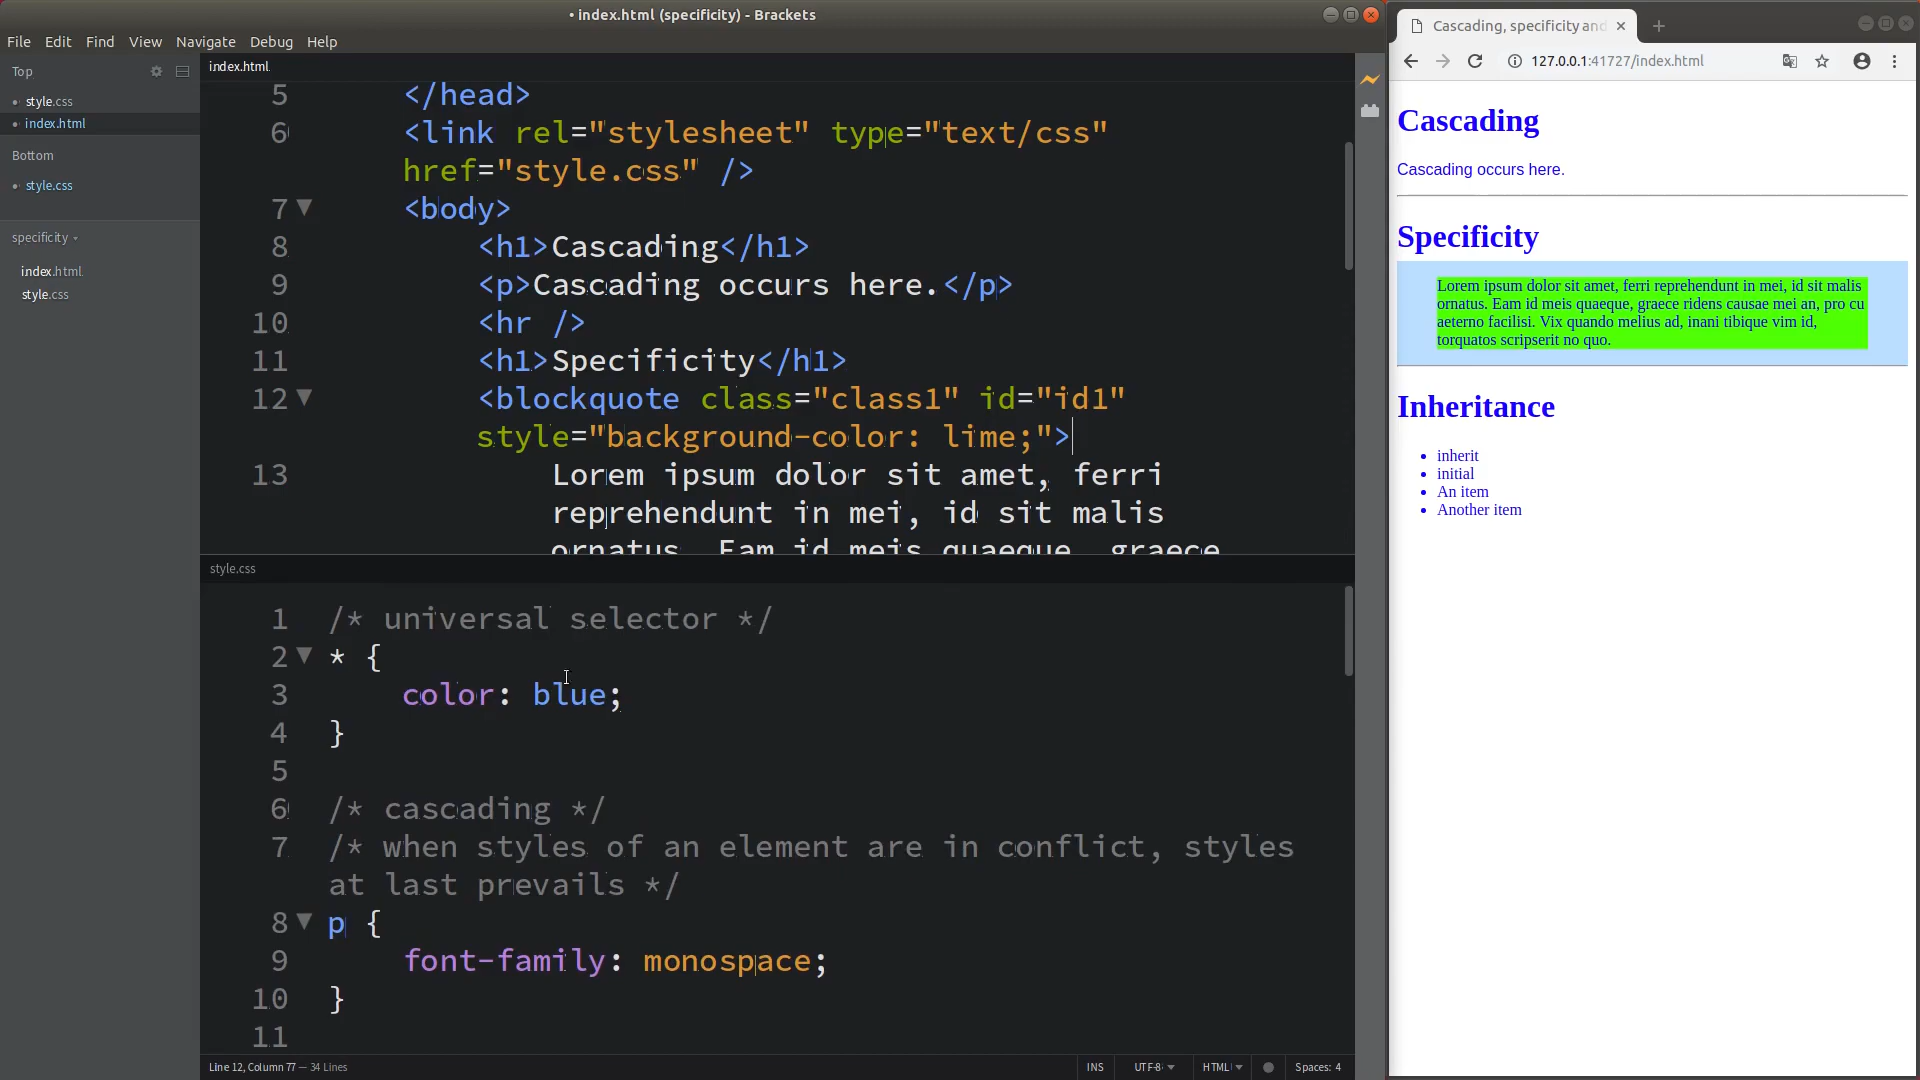 • index.html (specificity) - Brackets
File Edit Find View Navigate Debug Help
Top
style.css
index.html
Bottom
style.css
specificity
index.html
style.css
index.html
5 </head>
6 <link rel="stylesheet" type="text/css"
href="style.css" />
7 <body>
8 <h1>Cascading</h1>
9 <p>Cascading occurs here.</p>
10 <hr />
11 <h1>Specificity</h1>
12 <blockquote class="class1" id="id1"
style="background-color: lime;">
13 Lorem ipsum dolor sit amet, ferri
reprehendunt in mei, id sit malis
ornatus. Eam id meis quaeque, graece
style.css
1 /* universal selector */
2 * {
3 color: blue;
4 }
5
6 /* cascading */
7 /* when styles of an element are in conflict, styles
at last prevails */
8 p {
9 font-family: monospace;
10 }
11
Line 12, Column 77 — 34 Lines
INS UTF-8 HTML Spaces: 4
Cascading, specificity and
127.0.0.1:41727/index.html
Cascading
Cascading occurs here.
Specificity
Lorem ipsum dolor sit amet, ferri reprehendunt in mei, id sit malis
ornatus. Eam id meis quaeque, graece ridens causae mei an, pro cu
aeterno facilisi. Vix quando melius ad, inani tibique vim id,
torquatos scripserit no quo.
Inheritance
• inherit
• initial
• An item
• Another item